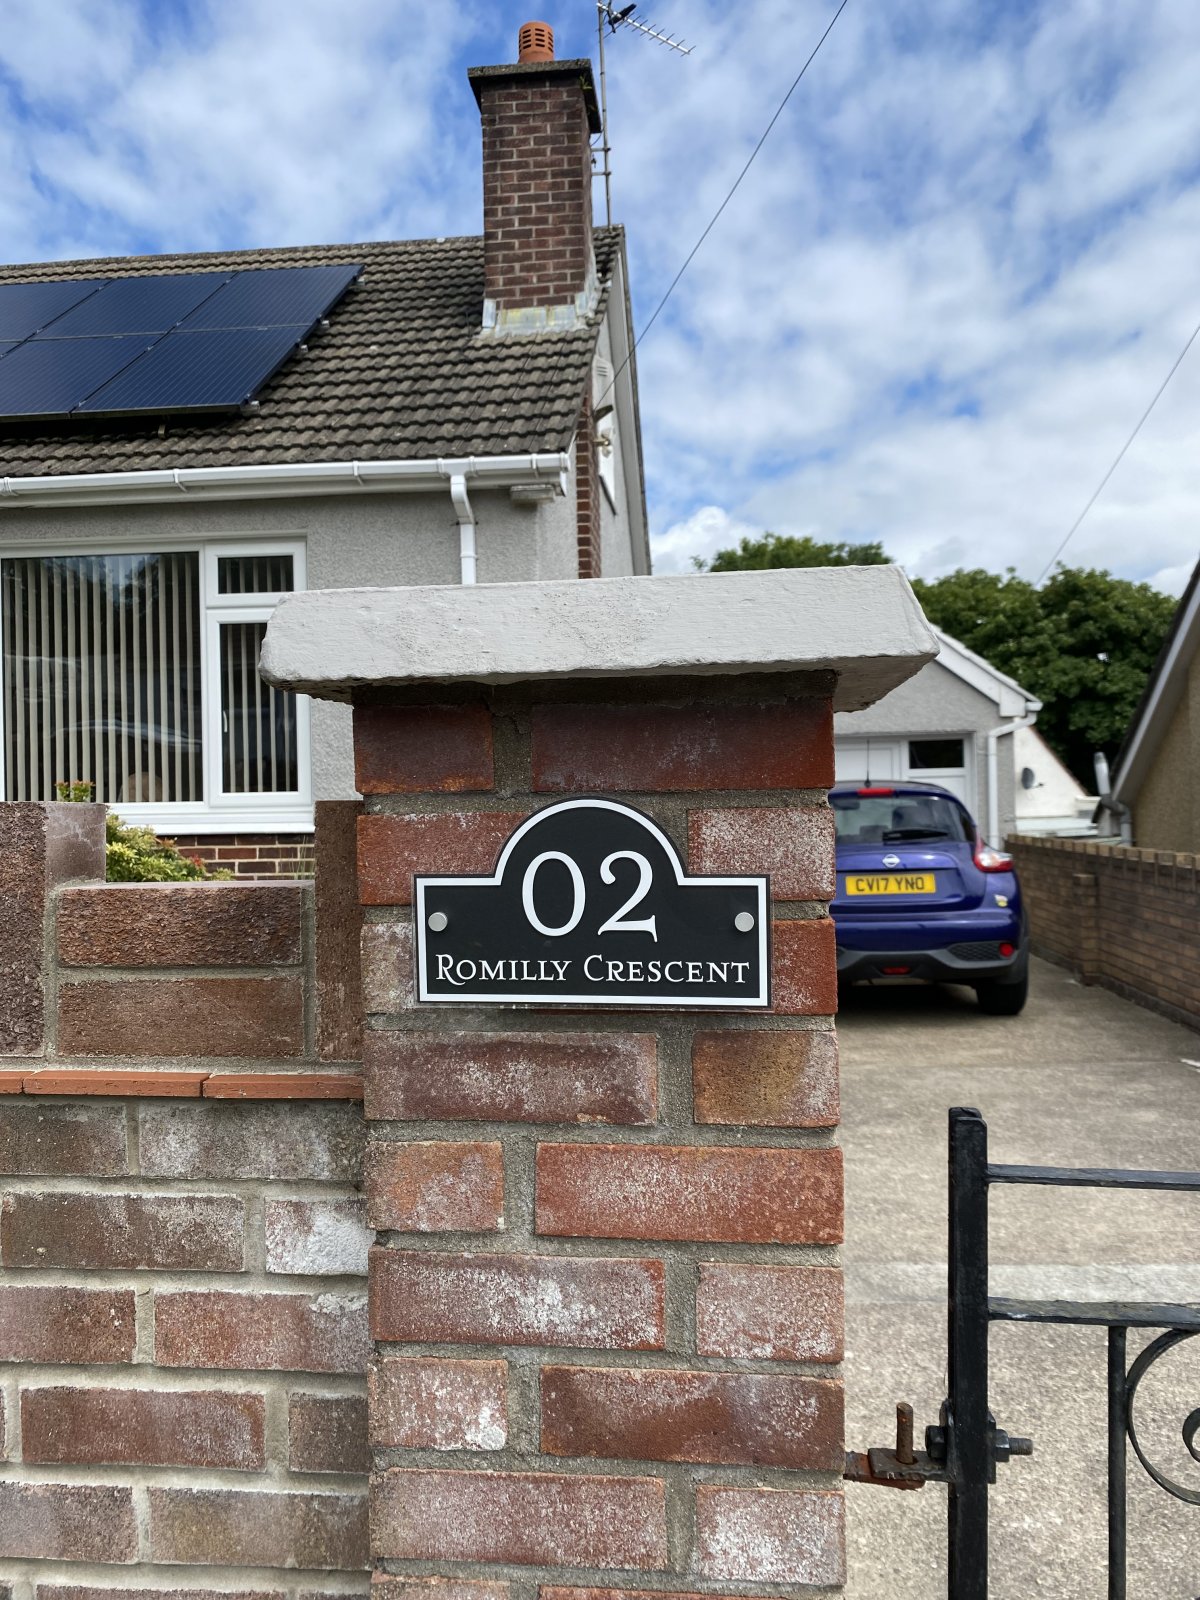 02
Romilly Crescent
CV17 YNO